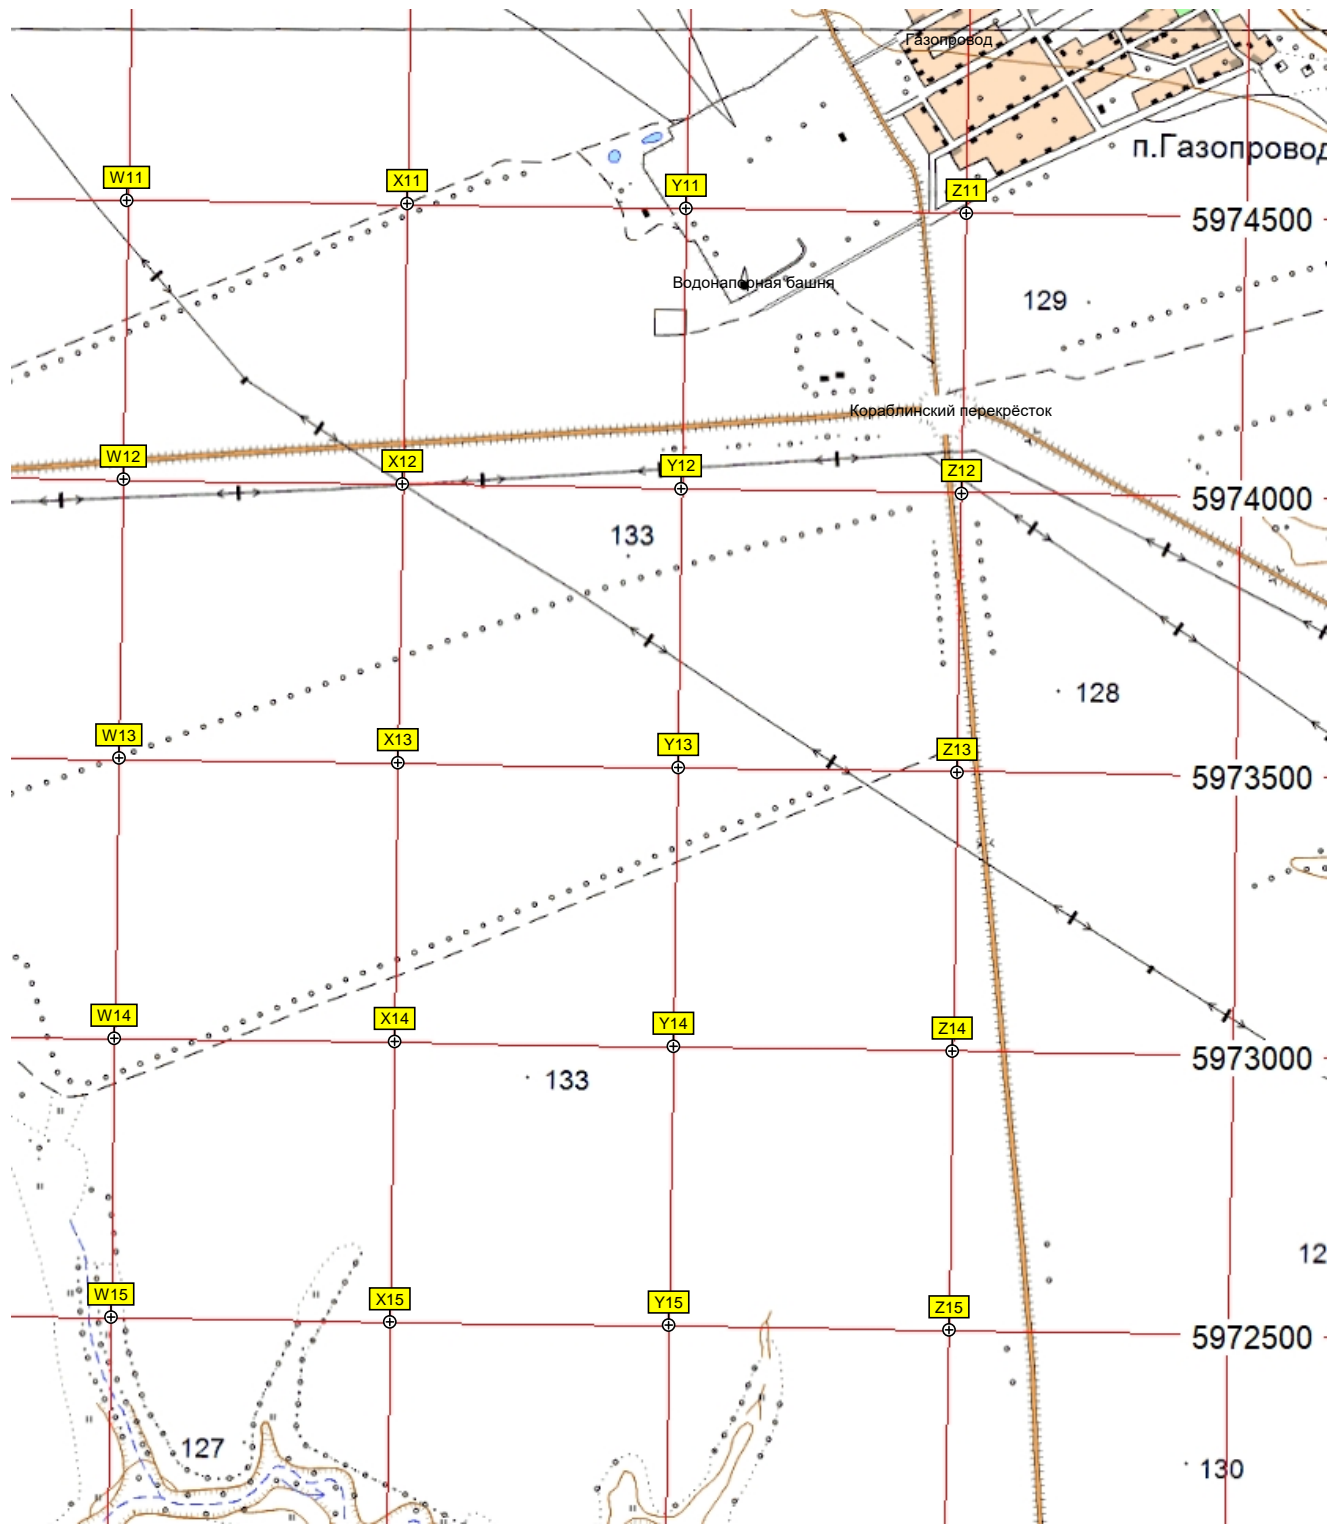 Газопровод
п.Газопровод
W11
X11
Y11
Z11
5974500
Водонапорная башня
129
Кораблинский перекрёсток
W12
X12
Y12
Z12
5974000
133
128
W13
X13
Y13
Z13
5973500
W14
X14
Y14
Z14
5973000
133
12
W15
X15
Y15
Z15
5972500
127
130